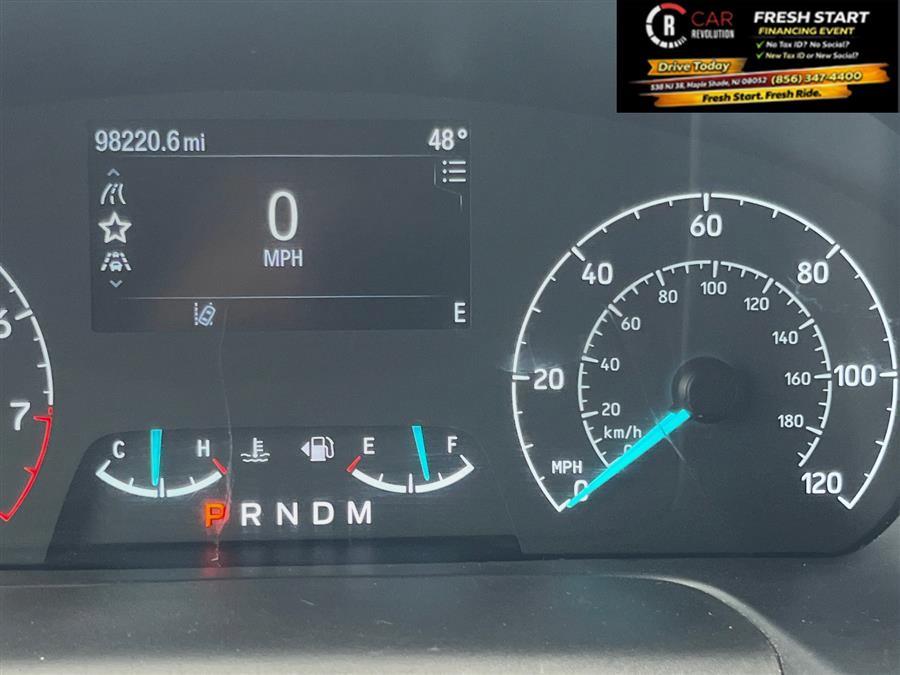 CAR
REVOLUTION
R
FRESH START
FINANCING EVENT
✓ No Tax ID? No Social?
✓ New Tax ID or New Social?
Drive Today
538 NJ 38, Maple Shade, NJ 08052 (856) 347-4400
Fresh Start. Fresh Ride.
98220.6 mi 48°
0
MPH
E
6
7
C H
E F
P R N D M
0 20 40 60 80 100 120
MPH
20 40 60 80 100 120 140 160 180
km/h